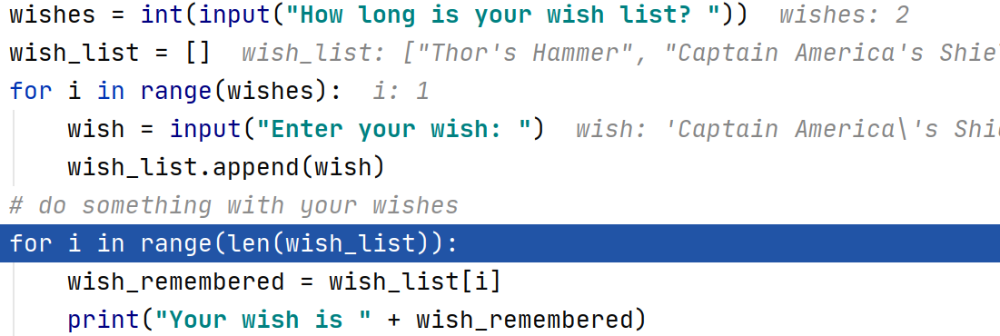 wishes = int(input("How long is your wish list? "))  wishes: 2
wish_list = []  wish_list: ["Thor's Hammer", "Captain America's Shie
for i in range(wishes):  i: 1
    wish = input("Enter your wish: ")  wish: 'Captain America\'s Shi
    wish_list.append(wish)
# do something with your wishes
for i in range(len(wish_list)):
    wish_remembered = wish_list[i]
    print("Your wish is " + wish_remembered)